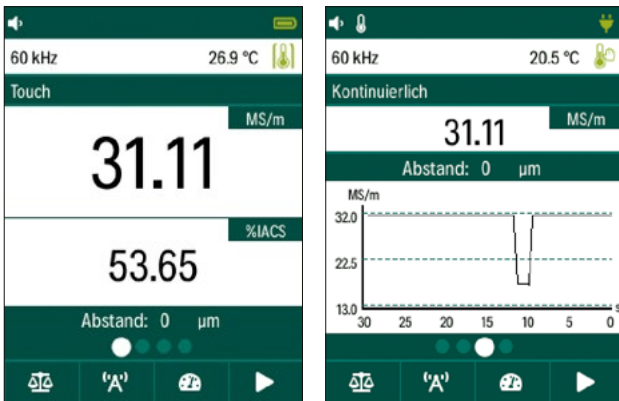 60 kHz 26.9 °C
Touch
MS/m
31.11
%IACS
53.65
Abstand: 0 µm
A
60 kHz 20.5 °C
Kontinuierlich
MS/m
31.11
Abstand: 0 µm
MS/m
32.0
22.5
13.0
30 25 20 15 10 5 0 s
A